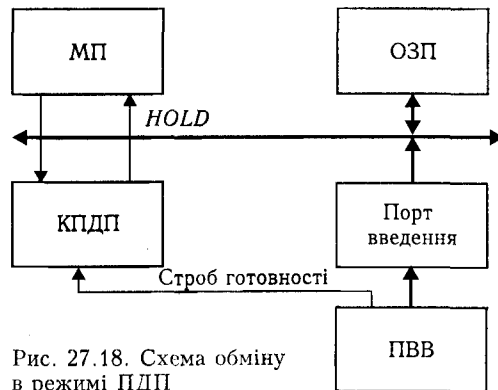 МП
ОЗП
HOLD
КПДП
Порт
введення
Строб готовності
ПВВ
Рис. 27.18. Схема обміну
в режимі ПДП